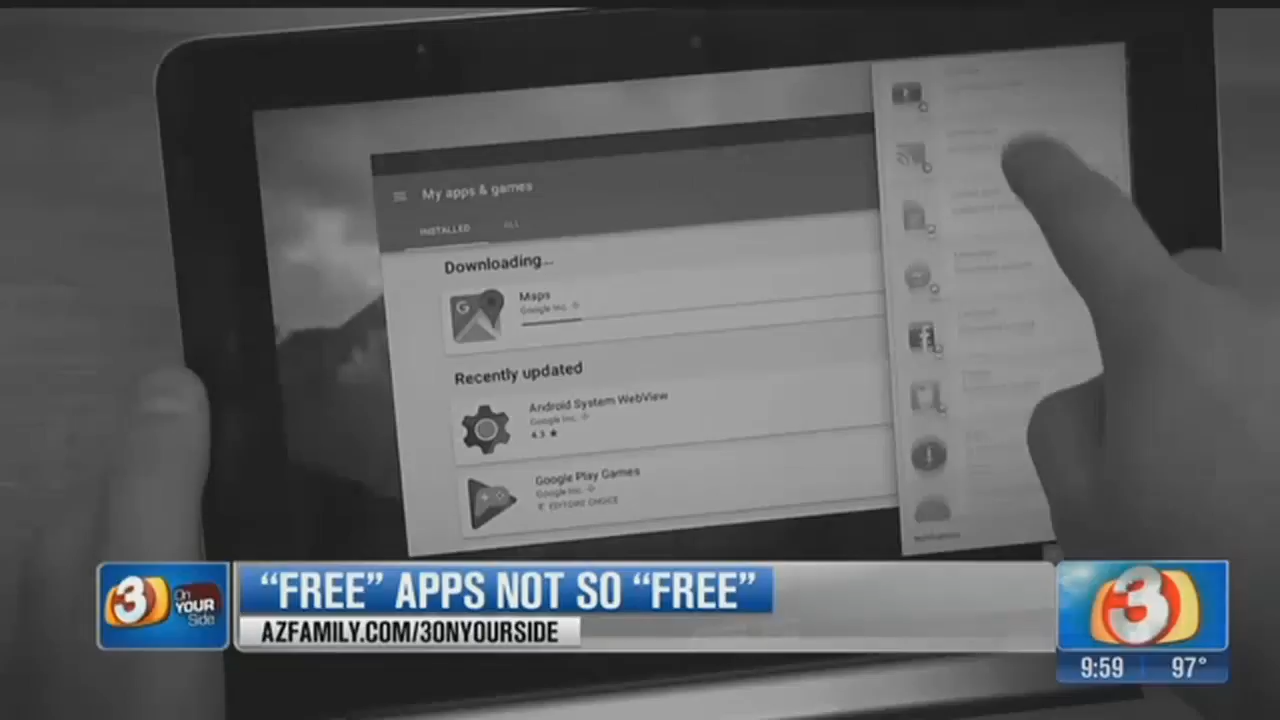 My apps & games
INSTALLED ALL
Downloading...
Maps
Google Inc.
Recently updated
Android System WebView
Google Inc.
4.3 ★
Google Play Games
Google Inc.
EDITORS' CHOICE
3 On YOUR Side
“FREE” APPS NOT SO “FREE”
AZFAMILY.COM/3ONYOURSIDE
3
9:59 97°